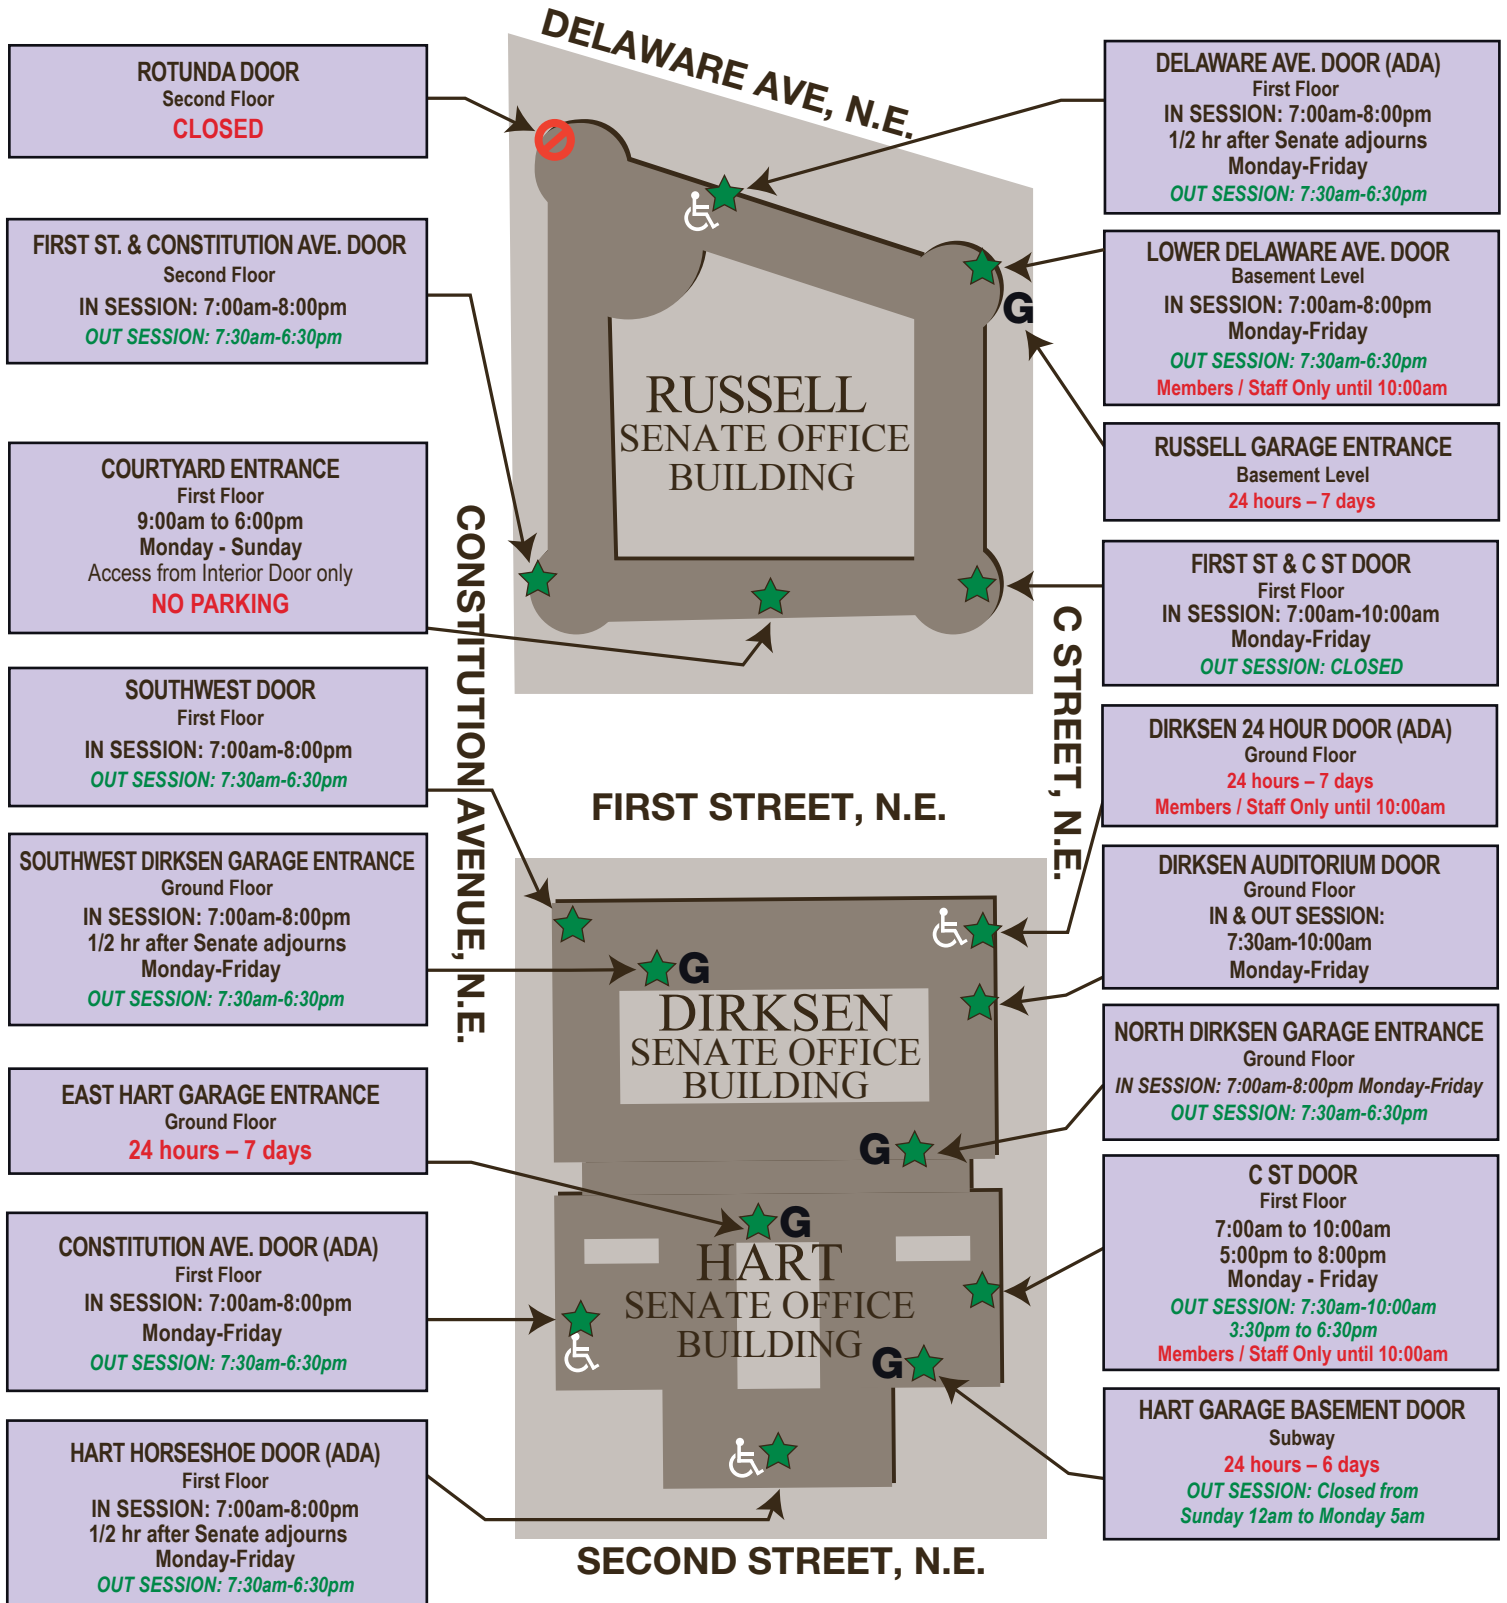 DELAWARE AVE, N.E.
ROTUNDA DOOR
Second Floor
CLOSED
FIRST ST. & CONSTITUTION AVE. DOOR
Second Floor
IN SESSION: 7:00am-8:00pm
OUT SESSION: 7:30am-6:30pm
COURTYARD ENTRANCE
First Floor
9:00am to 6:00pm
Monday - Sunday
Access from Interior Door only
NO PARKING
SOUTHWEST DOOR
First Floor
IN SESSION: 7:00am-8:00pm
OUT SESSION: 7:30am-6:30pm
SOUTHWEST DIRKSEN GARAGE ENTRANCE
Ground Floor
IN SESSION: 7:00am-8:00pm
1/2 hr after Senate adjourns
Monday-Friday
OUT SESSION: 7:30am-6:30pm
EAST HART GARAGE ENTRANCE
Ground Floor
24 hours – 7 days
CONSTITUTION AVE. DOOR (ADA)
First Floor
IN SESSION: 7:00am-8:00pm
Monday-Friday
OUT SESSION: 7:30am-6:30pm
HART HORSESHOE DOOR (ADA)
First Floor
IN SESSION: 7:00am-8:00pm
1/2 hr after Senate adjourns
Monday-Friday
OUT SESSION: 7:30am-6:30pm
CONSTITUTION AVENUE, N.E.
G
RUSSELL
SENATE OFFICE
BUILDING
FIRST STREET, N.E.
G
DIRKSEN
SENATE OFFICE
BUILDING
G
G
HART
SENATE OFFICE
BUILDING
G
SECOND STREET, N.E.
C STREET, N.E.
DELAWARE AVE. DOOR (ADA)
First Floor
IN SESSION: 7:00am-8:00pm
1/2 hr after Senate adjourns
Monday-Friday
OUT SESSION: 7:30am-6:30pm
LOWER DELAWARE AVE. DOOR
Basement Level
IN SESSION: 7:00am-8:00pm
Monday-Friday
OUT SESSION: 7:30am-6:30pm
Members / Staff Only until 10:00am
RUSSELL GARAGE ENTRANCE
Basement Level
24 hours – 7 days
FIRST ST & C ST DOOR
First Floor
IN SESSION: 7:00am-10:00am
Monday-Friday
OUT SESSION: CLOSED
DIRKSEN 24 HOUR DOOR (ADA)
Ground Floor
24 hours – 7 days
Members / Staff Only until 10:00am
DIRKSEN AUDITORIUM DOOR
Ground Floor
IN & OUT SESSION:
7:30am-10:00am
Monday-Friday
NORTH DIRKSEN GARAGE ENTRANCE
Ground Floor
IN SESSION: 7:00am-8:00pm Monday-Friday
OUT SESSION: 7:30am-6:30pm
C ST DOOR
First Floor
7:00am to 10:00am
5:00pm to 8:00pm
Monday - Friday
OUT SESSION: 7:30am-10:00am
3:30pm to 6:30pm
Members / Staff Only until 10:00am
HART GARAGE BASEMENT DOOR
Subway
24 hours – 6 days
OUT SESSION: Closed from
Sunday 12am to Monday 5am